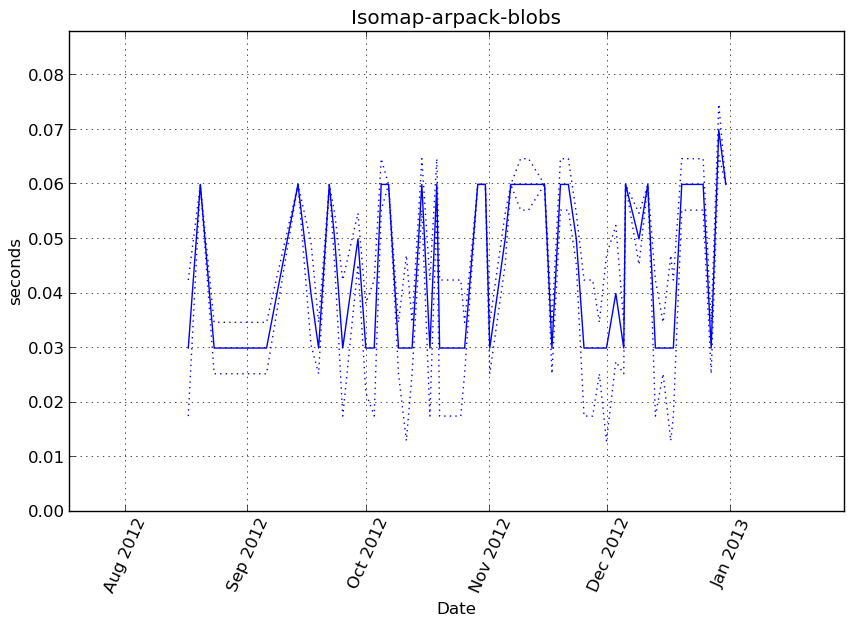 Isomap-arpack-blobs
0.08
0.07
0.06
0.05
0.04
0.03
0.02
0.01
0.00
seconds
Aug 2012
Sep 2012
Oct 2012
Nov 2012
Dec 2012
Jan 2013
Date